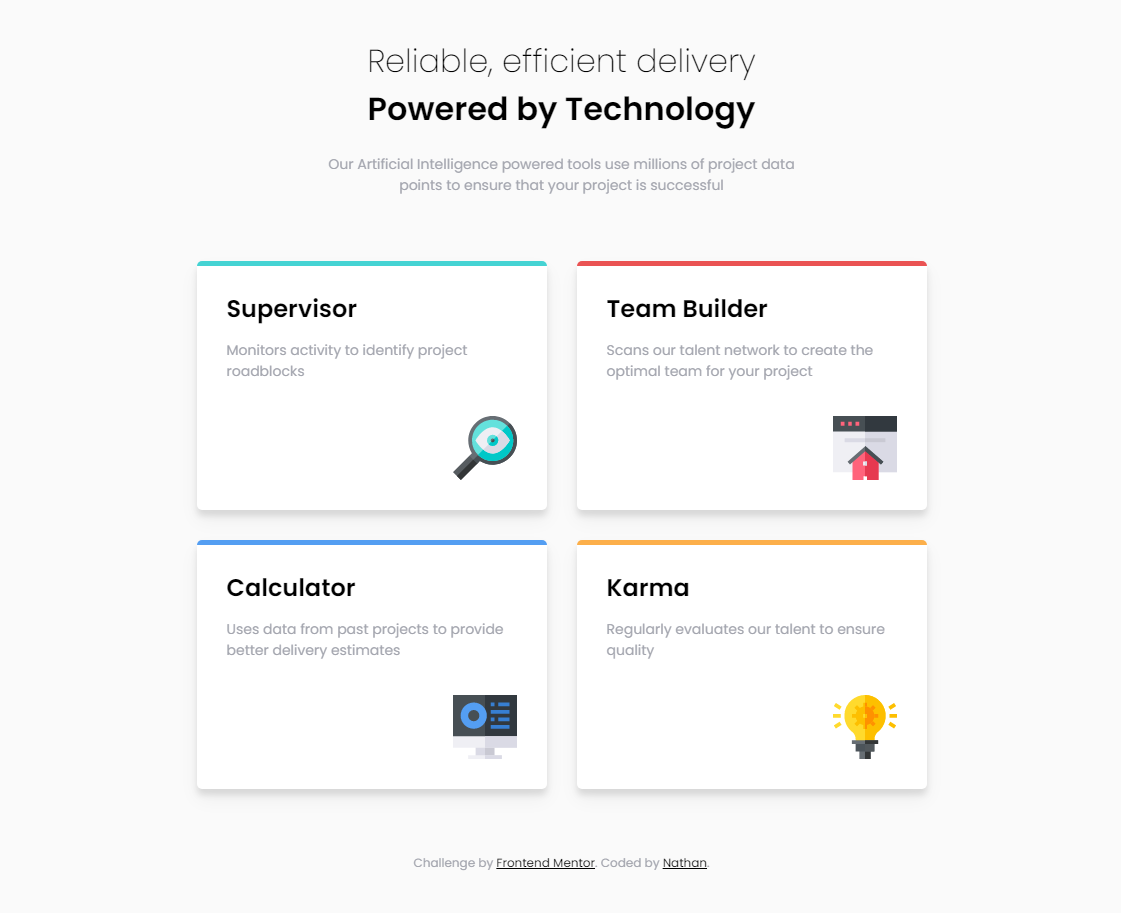 Reliable, efficient delivery
Powered by Technology
Our Artificial Intelligence powered tools use millions of project data
points to ensure that your project is successful
Supervisor
Monitors activity to identify project
roadblocks
Team Builder
Scans our talent network to create the
optimal team for your project
Calculator
Uses data from past projects to provide
better delivery estimates
Karma
Regularly evaluates our talent to ensure
quality
Challenge by Frontend Mentor. Coded by Nathan.